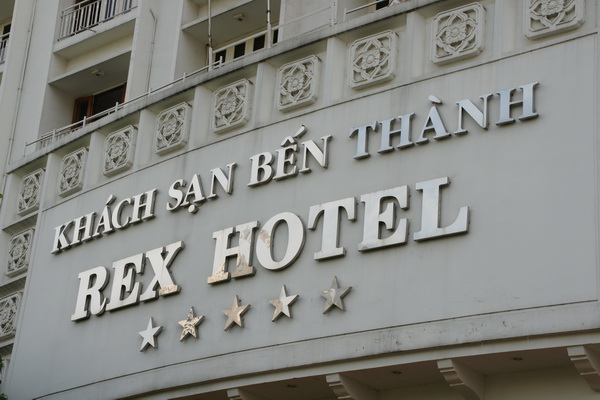 KHÁCH SẠN BẾN THÀNH
REX HOTEL